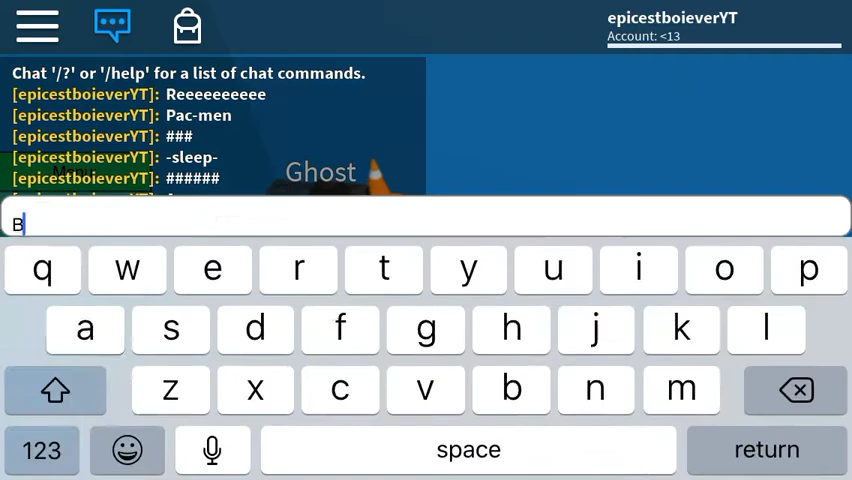 epicestboieverYT
Account: <13
Chat '/?' or '/help' for a list of chat commands.
[epicestboieverYT]: Reeeeeeeeee
[epicestboieverYT]: Pac-men
[epicestboieverYT]: ###
[epicestboieverYT]: -sleep-
[epicestboieverYT]: ######
Ghost
B
q w e r t y u i o p
a s d f g h j k l
z x c v b n m
123 space return